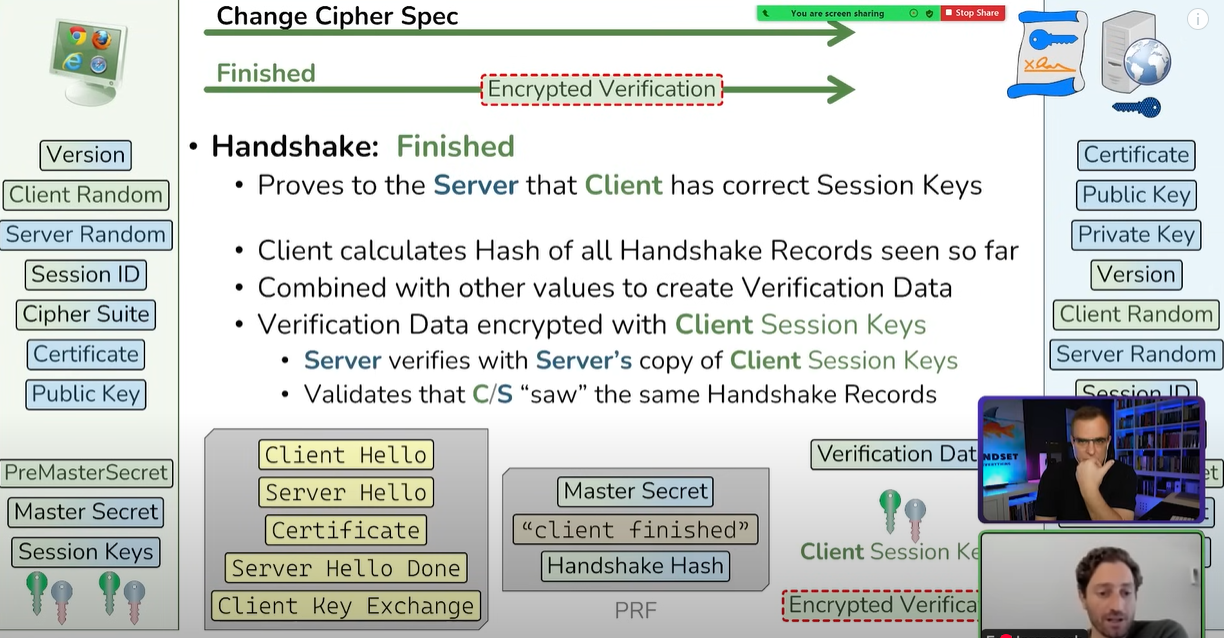 Change Cipher Spec
You are screen sharing
Stop Share
Finished
Encrypted Verification
Version
Client Random
Server Random
Session ID
Cipher Suite
Certificate
Public Key
PreMasterSecret
Master Secret
Session Keys
• Handshake: Finished
• Proves to the Server that Client has correct Session Keys
• Client calculates Hash of all Handshake Records seen so far
• Combined with other values to create Verification Data
• Verification Data encrypted with Client Session Keys
• Server verifies with Server’s copy of Client Session Keys
• Validates that C/S “saw” the same Handshake Records
Client Hello
Server Hello
Certificate
Server Hello Done
Client Key Exchange
Master Secret
“client finished”
Handshake Hash
PRF
Verification Dat
Client Session Ke
Encrypted Verifica
Certificate
Public Key
Private Key
Version
Client Random
Server Random
Session ID
NDSET
et